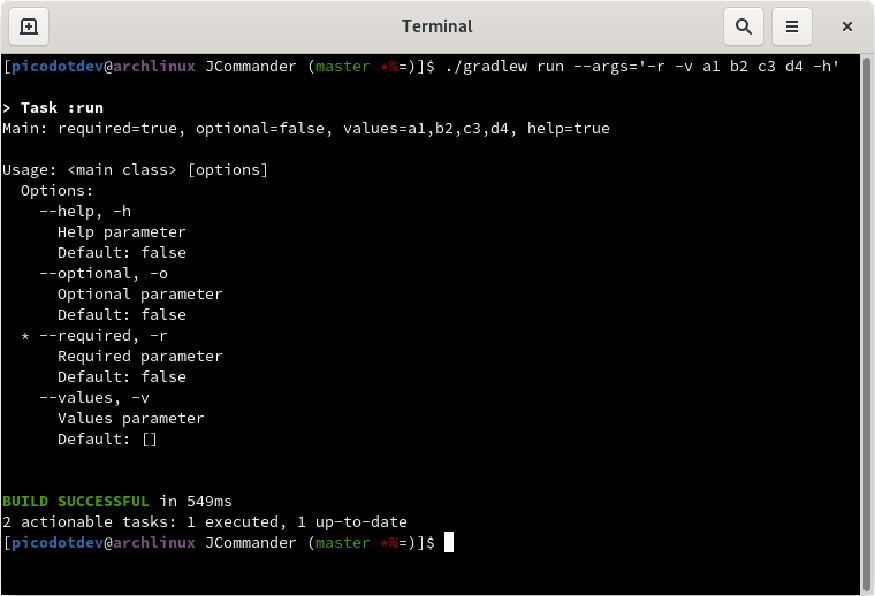 Terminal
[picodotdev@archlinux JCommander (master *%=)]$ ./gradlew run --args='-r -v a1 b2 c3 d4 -h'
> Task :run
Main: required=true, optional=false, values=a1,b2,c3,d4, help=true
Usage: <main class> [options]
Options:
--help, -h
Help parameter
Default: false
--optional, -o
Optional parameter
Default: false
* --required, -r
Required parameter
Default: false
--values, -v
Values parameter
Default: []
BUILD SUCCESSFUL in 549ms
2 actionable tasks: 1 executed, 1 up-to-date
[picodotdev@archlinux JCommander (master *%=)]$